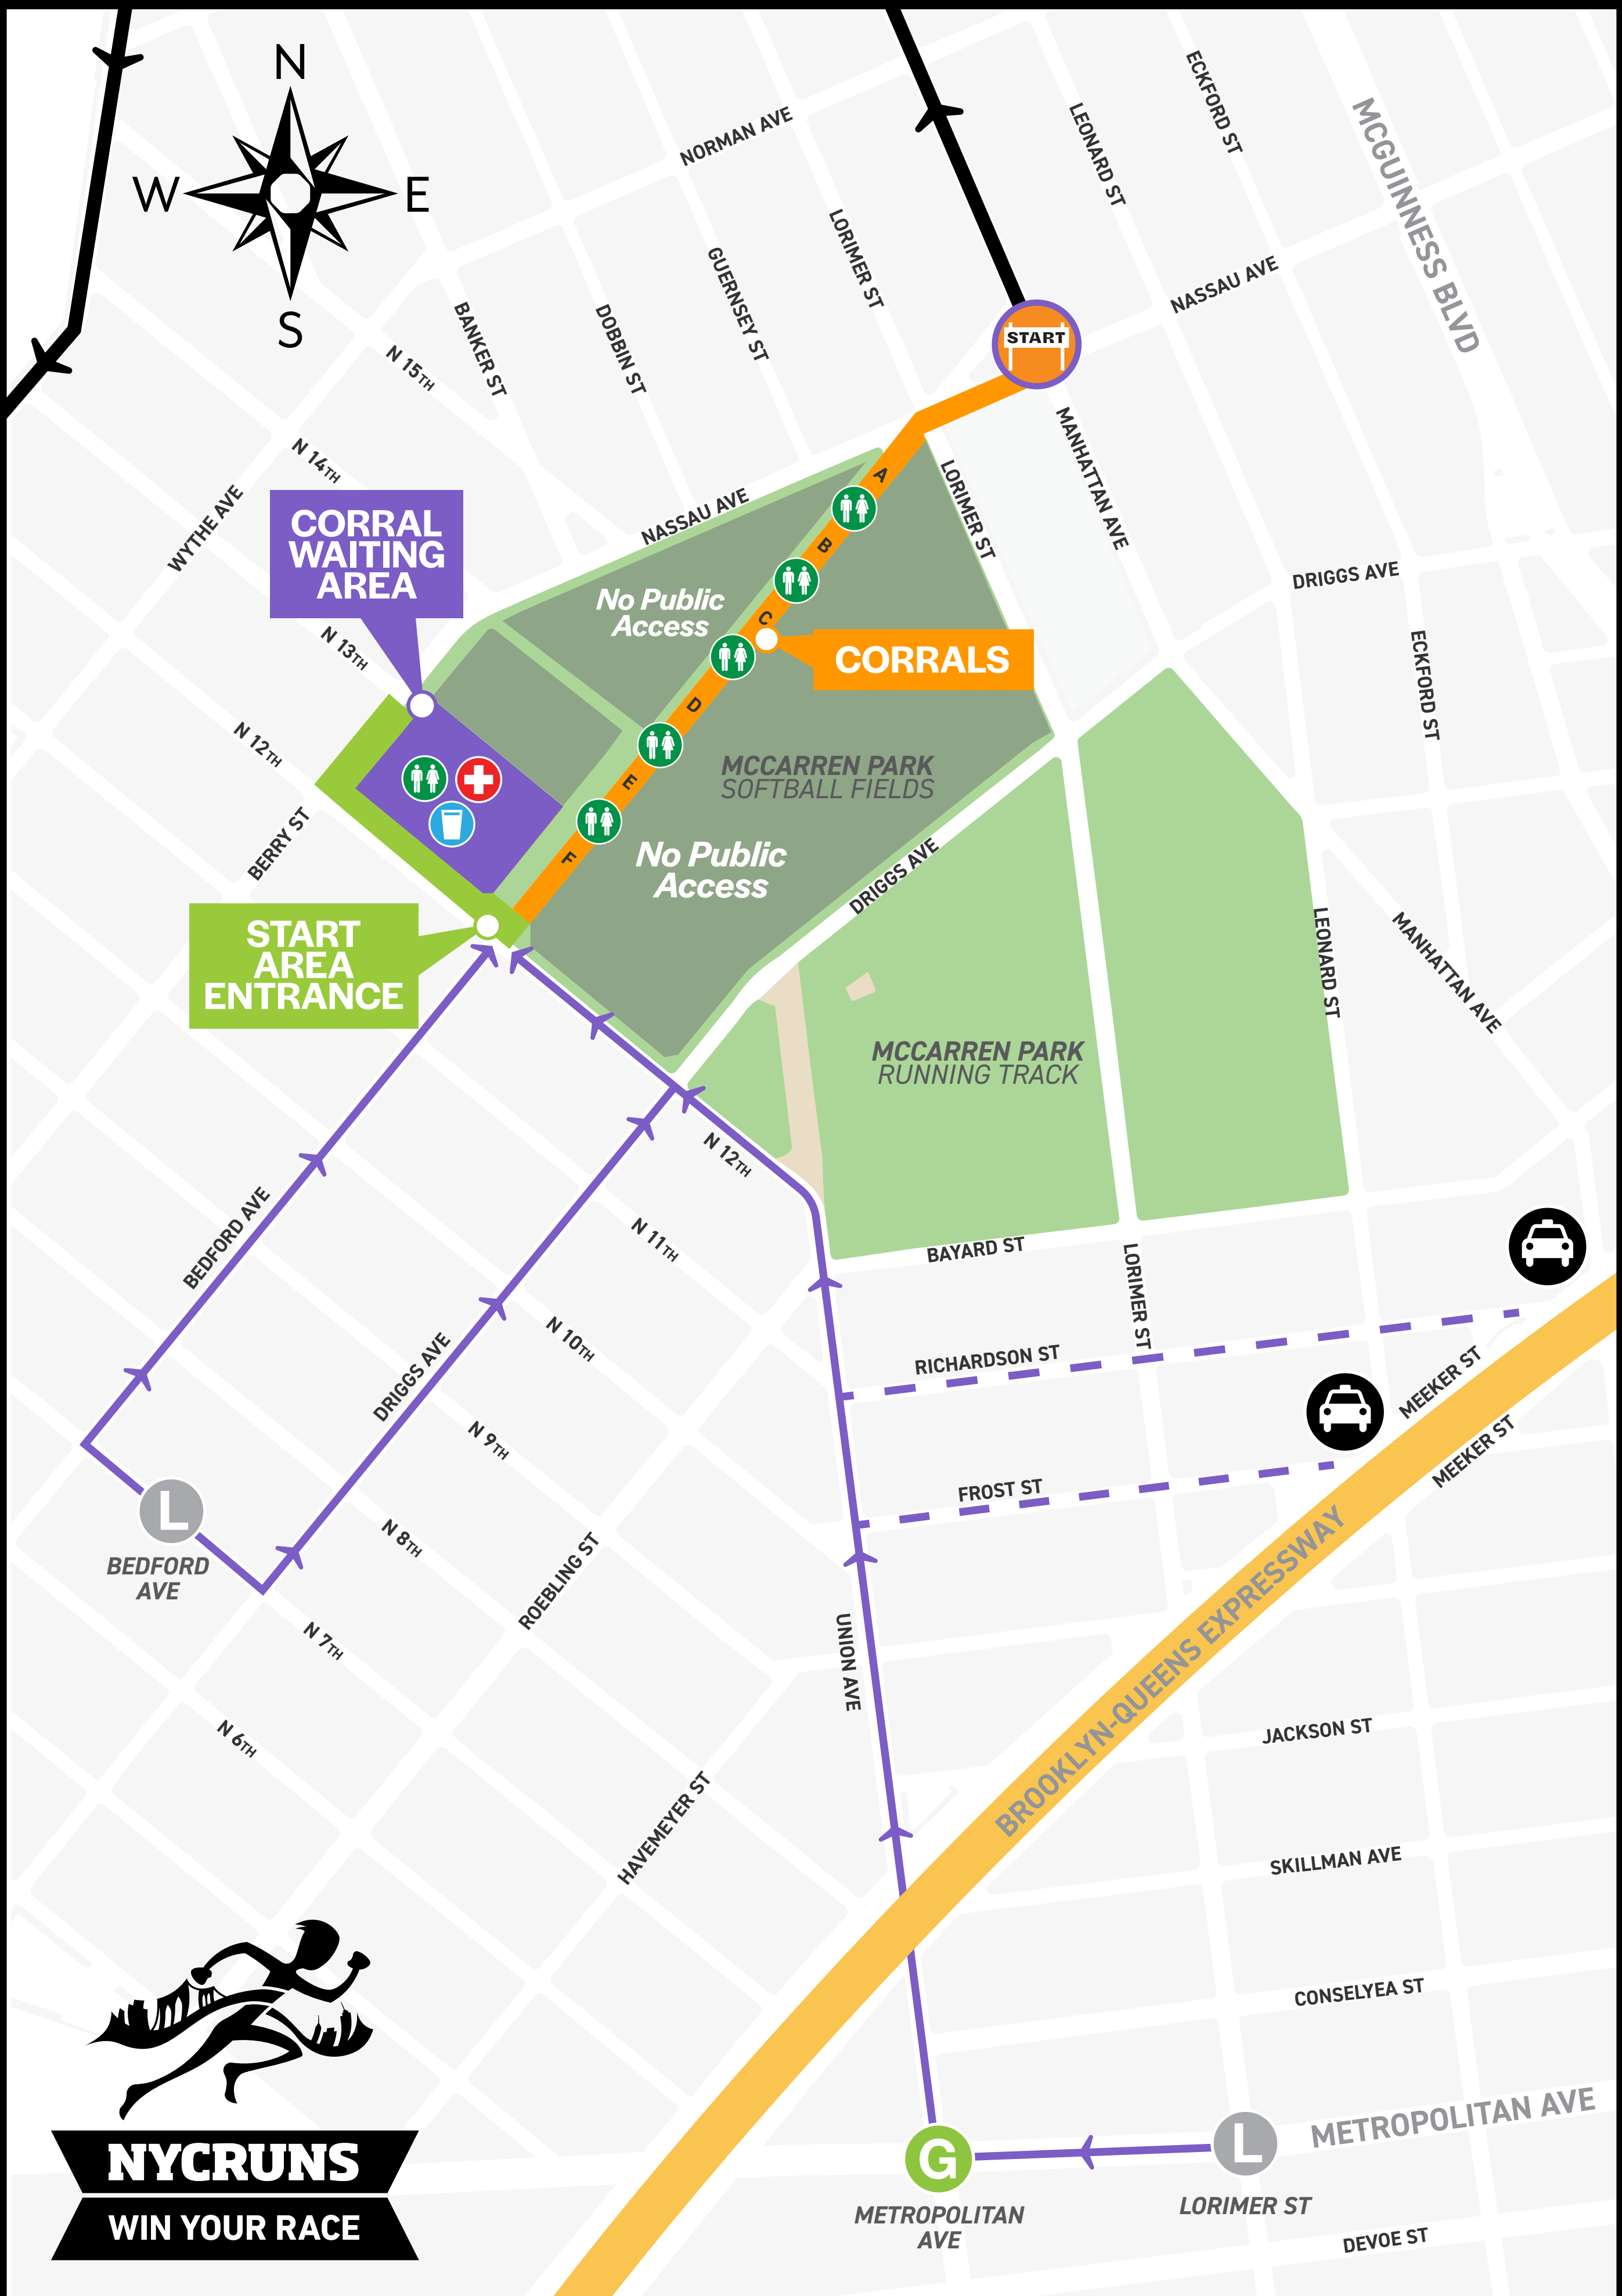 N
W
E
S
NORMAN AVE
LEONARD ST
ECKFORD ST
MCGUINNESS BLVD
LORIMER ST
GUERNSEY ST
DOBBIN ST
BANKER ST
N 15TH
N 14TH
NASSAU AVE
START
WYTHE AVE
CORRAL
WAITING
AREA
NASSAU AVE
A
B
C
D
E
F
LORIMER ST
MANHATTAN AVE
DRIGGS AVE
ECKFORD ST
No Public
Access
CORRALS
N 13TH
N 12TH
BERRY ST
MCCARREN PARK
SOFTBALL FIELDS
No Public
Access
DRIGGS AVE
START
AREA
ENTRANCE
LEONARD ST
MANHATTAN AVE
MCCARREN PARK
RUNNING TRACK
N 12TH
BEDFORD AVE
N 11TH
BAYARD ST
LORIMER ST
DRIGGS AVE
N 10TH
RICHARDSON ST
MEEKER ST
MEEKER ST
N 9TH
FROST ST
L
BEDFORD
AVE
N 8TH
ROEBLING ST
N 7TH
UNION AVE
BROOKLYN-QUEENS EXPRESSWAY
N 6TH
JACKSON ST
HAVEMEYER ST
SKILLMAN AVE
CONSELYEA ST
METROPOLITAN AVE
G
METROPOLITAN
AVE
L
LORIMER ST
DEVOE ST
NYCRUNS
WIN YOUR RACE